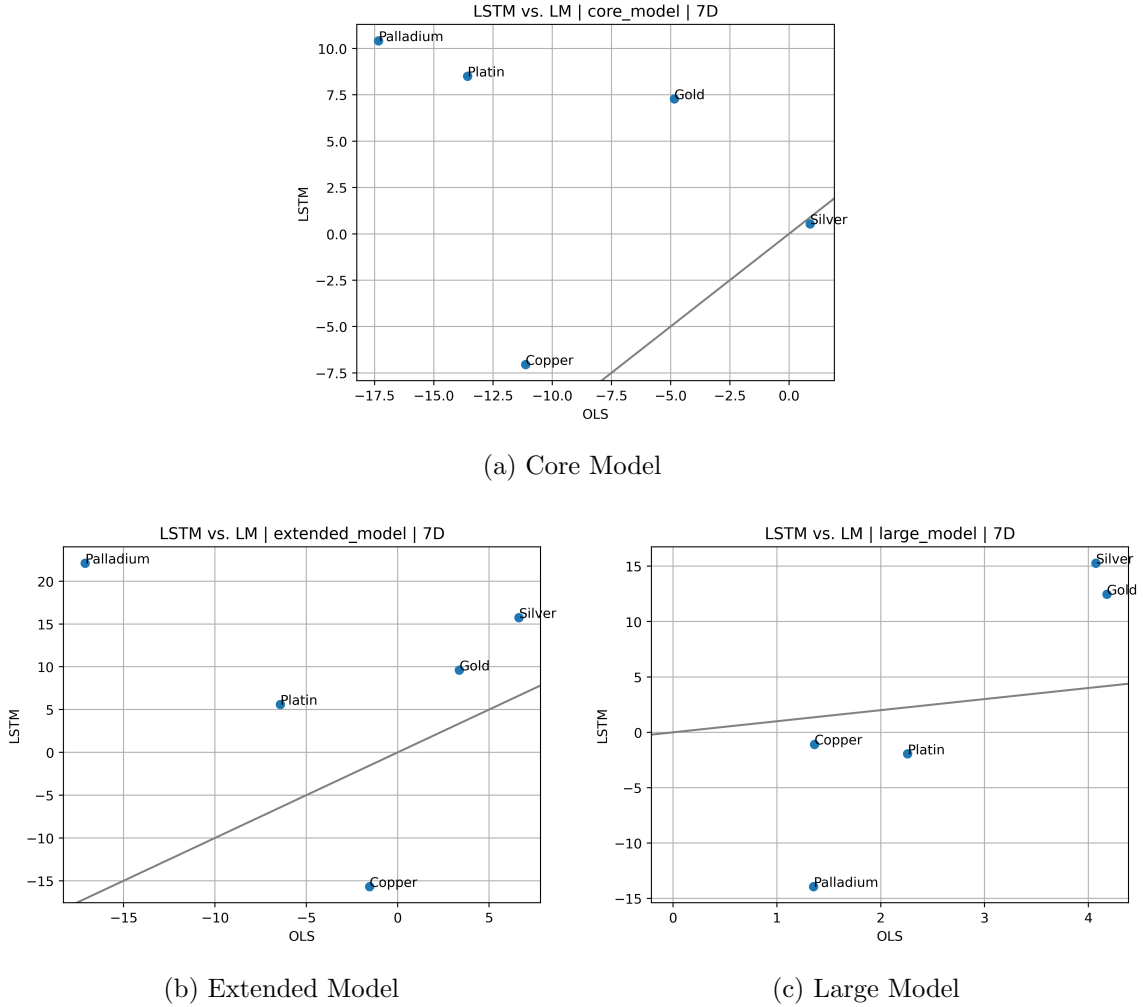 LSTM vs. LM | core_model | 7D
Palladium
Platin
Gold
Silver
Copper
10.0
7.5
5.0
2.5
0.0
−2.5
−5.0
−7.5
LSTM
−17.5 −15.0 −12.5 −10.0 −7.5 −5.0 −2.5 0.0
OLS
(a) Core Model
LSTM vs. LM | extended_model | 7D
Palladium
Silver
Gold
Platin
Copper
20
15
10
5
0
−5
−10
−15
LSTM
−15 −10 −5 0 5
OLS
(b) Extended Model
LSTM vs. LM | large_model | 7D
Silver
Gold
Copper
Platin
Palladium
15
10
5
0
−5
−10
−15
LSTM
0 1 2 3 4
OLS
(c) Large Model